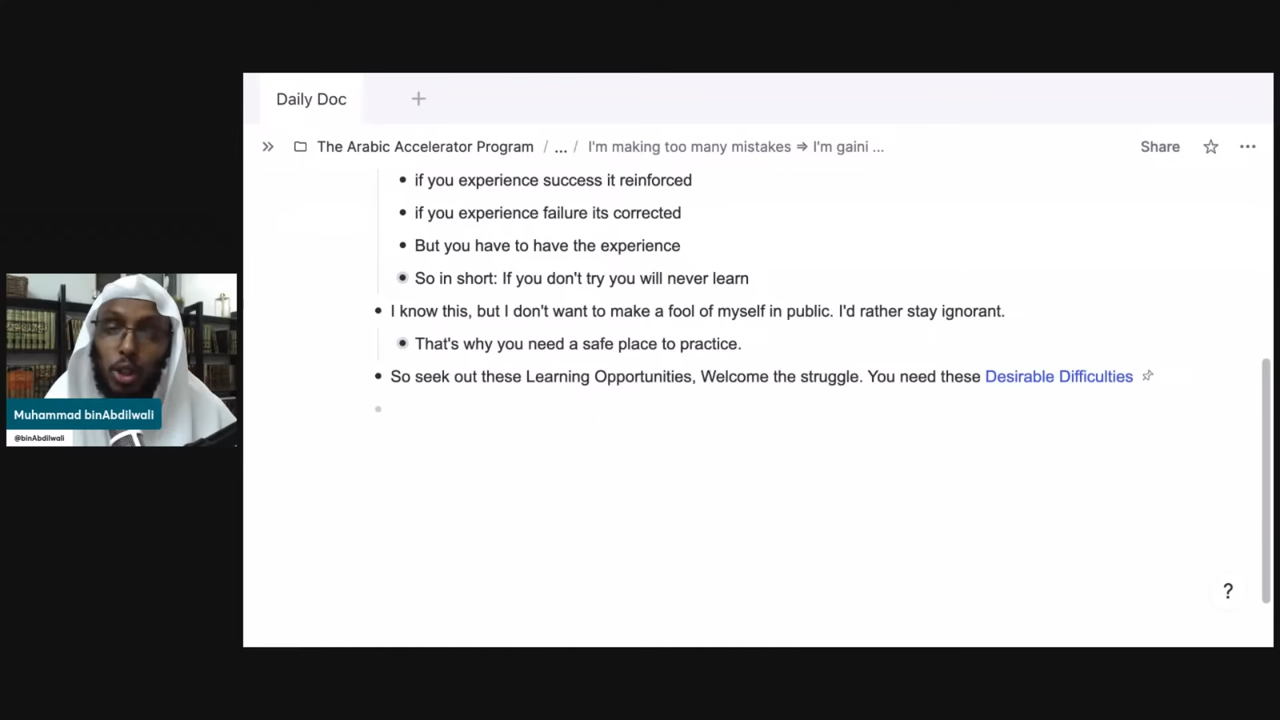 Daily Doc
+
The Arabic Accelerator Program / ... / I'm making too many mistakes ⇒ I'm gaini ...
Share
• if you experience success it reinforced
• if you experience failure its corrected
• But you have to have the experience
• So in short: If you don't try you will never learn
• I know this, but I don't want to make a fool of myself in public. I'd rather stay ignorant.
• That's why you need a safe place to practice.
• So seek out these Learning Opportunities, Welcome the struggle. You need these Desirable Difficulties
Muhammad binAbdilwali
@binAbdilwali
?